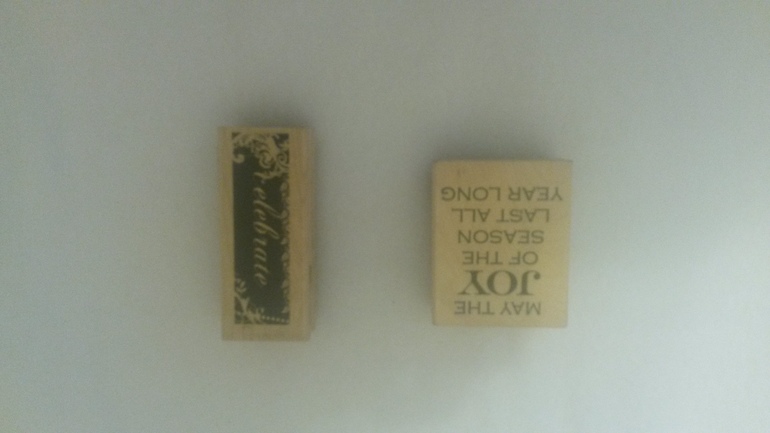 celebrate
MAY THE
JOY
OF THE
SEASON
LAST ALL
YEAR LONG